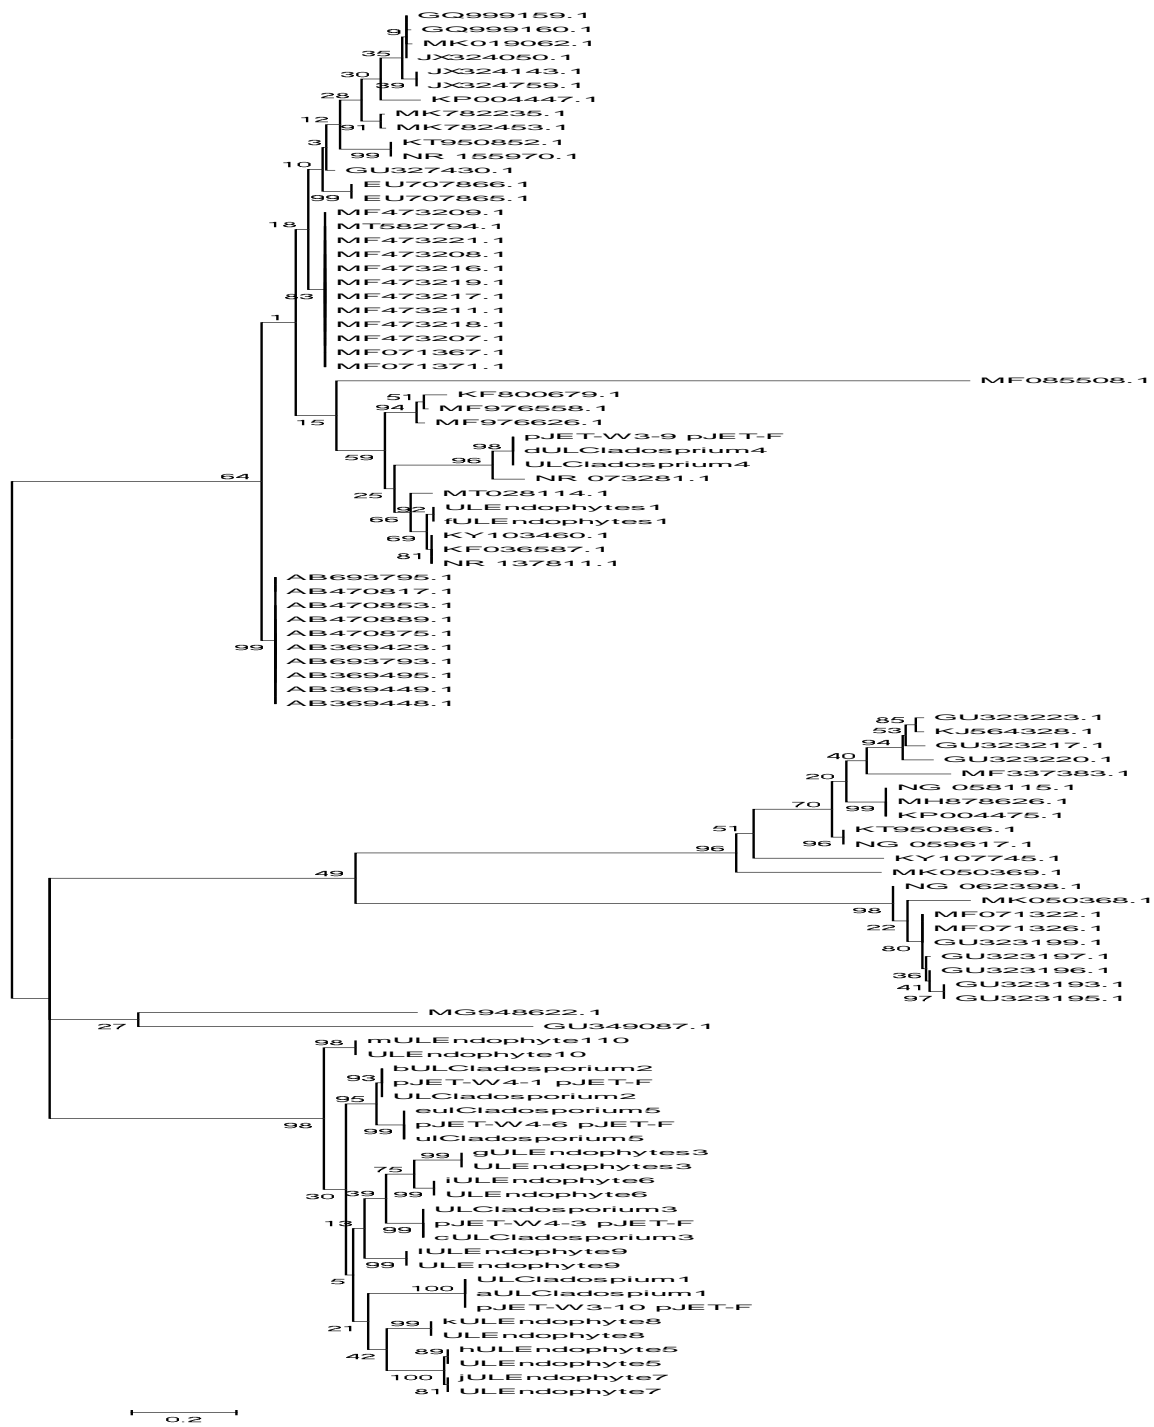 GQ999159.1
9
GQ999160.1
MK019062.1
35
JX324050.1
30
JX324143.1
39
JX324759.1
28
KP004447.1
12
MK782235.1
91
MK782453.1
3
KT950852.1
99
NR 155970.1
10
GU327430.1
EU707866.1
99
EU707865.1
MF473209.1
18
MT582794.1
MF473221.1
MF473208.1
MF473216.1
MF473219.1
83
MF473217.1
MF473211.1
1
MF473218.1
MF473207.1
MF071367.1
MF071371.1
MF085508.1
51
KF800679.1
94
MF976558.1
15
MF976626.1
pJET-W3-9 pJET-F
98
dULCladosprium4
59
96
ULCladosprium4
64
NR 073281.1
25
MT028114.1
92
ULEndophytes1
66
fULEndophytes1
69
KY103460.1
81
KF036587.1
NR 137811.1
AB693795.1
AB470817.1
AB470853.1
AB470889.1
AB470875.1
99
AB369423.1
AB693793.1
AB369495.1
AB369449.1
AB369448.1
85
GU323223.1
53
KJ564328.1
94
GU323217.1
40
GU323220.1
20
MF337383.1
NG 058115.1
70
99
MH878626.1
KP004475.1
51
KT950866.1
96
96
NG 059617.1
KY107745.1
49
MK050369.1
NG 062398.1
98
MK050368.1
22
MF071322.1
MF071326.1
80
GU323199.1
GU323197.1
36
GU323196.1
41
GU323193.1
97
GU323195.1
MG948622.1
27
GU349087.1
98
mULEndophyte110
ULEndophyte10
bULCladosporium2
93
pJET-W4-1 pJET-F
95
ULCladosporium2
eulCladosporium5
98
99
pJET-W4-6 pJET-F
ulCladosporium5
99
gULEndophytes3
75
ULEndophytes3
iULEndophyte6
30
39
99
ULEndophyte6
ULCladosporium3
13
99
pJET-W4-3 pJET-F
cULCladosporium3
lULEndophyte9
99
ULEndophyte9
5
ULCladospium1
100
aULCladospium1
pJET-W3-10 pJET-F
21
99
kULEndophyte8
ULEndophyte8
42
89
hULEndophyte5
ULEndophyte5
100
jULEndophyte7
81
ULEndophyte7
0.2